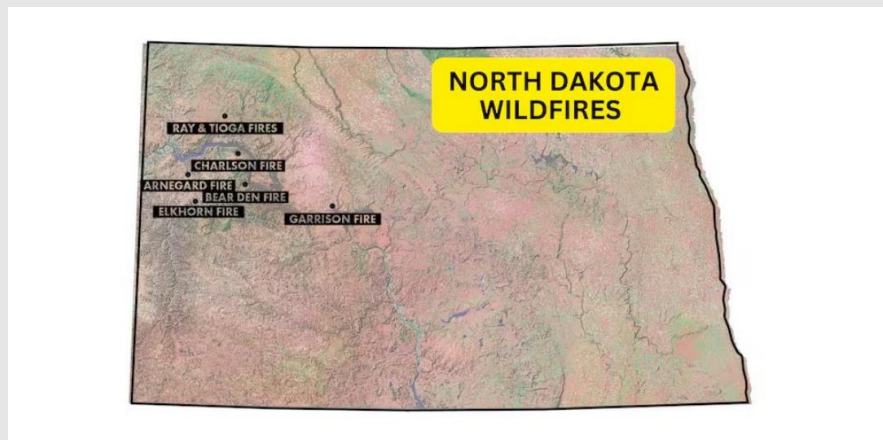 NORTH DAKOTA
WILDFIRES
RAY & TIOGA FIRES
CHARLSON FIRE
ARNEGARD FIRE
BEAR DEN FIRE
ELKHORN FIRE
GARRISON FIRE